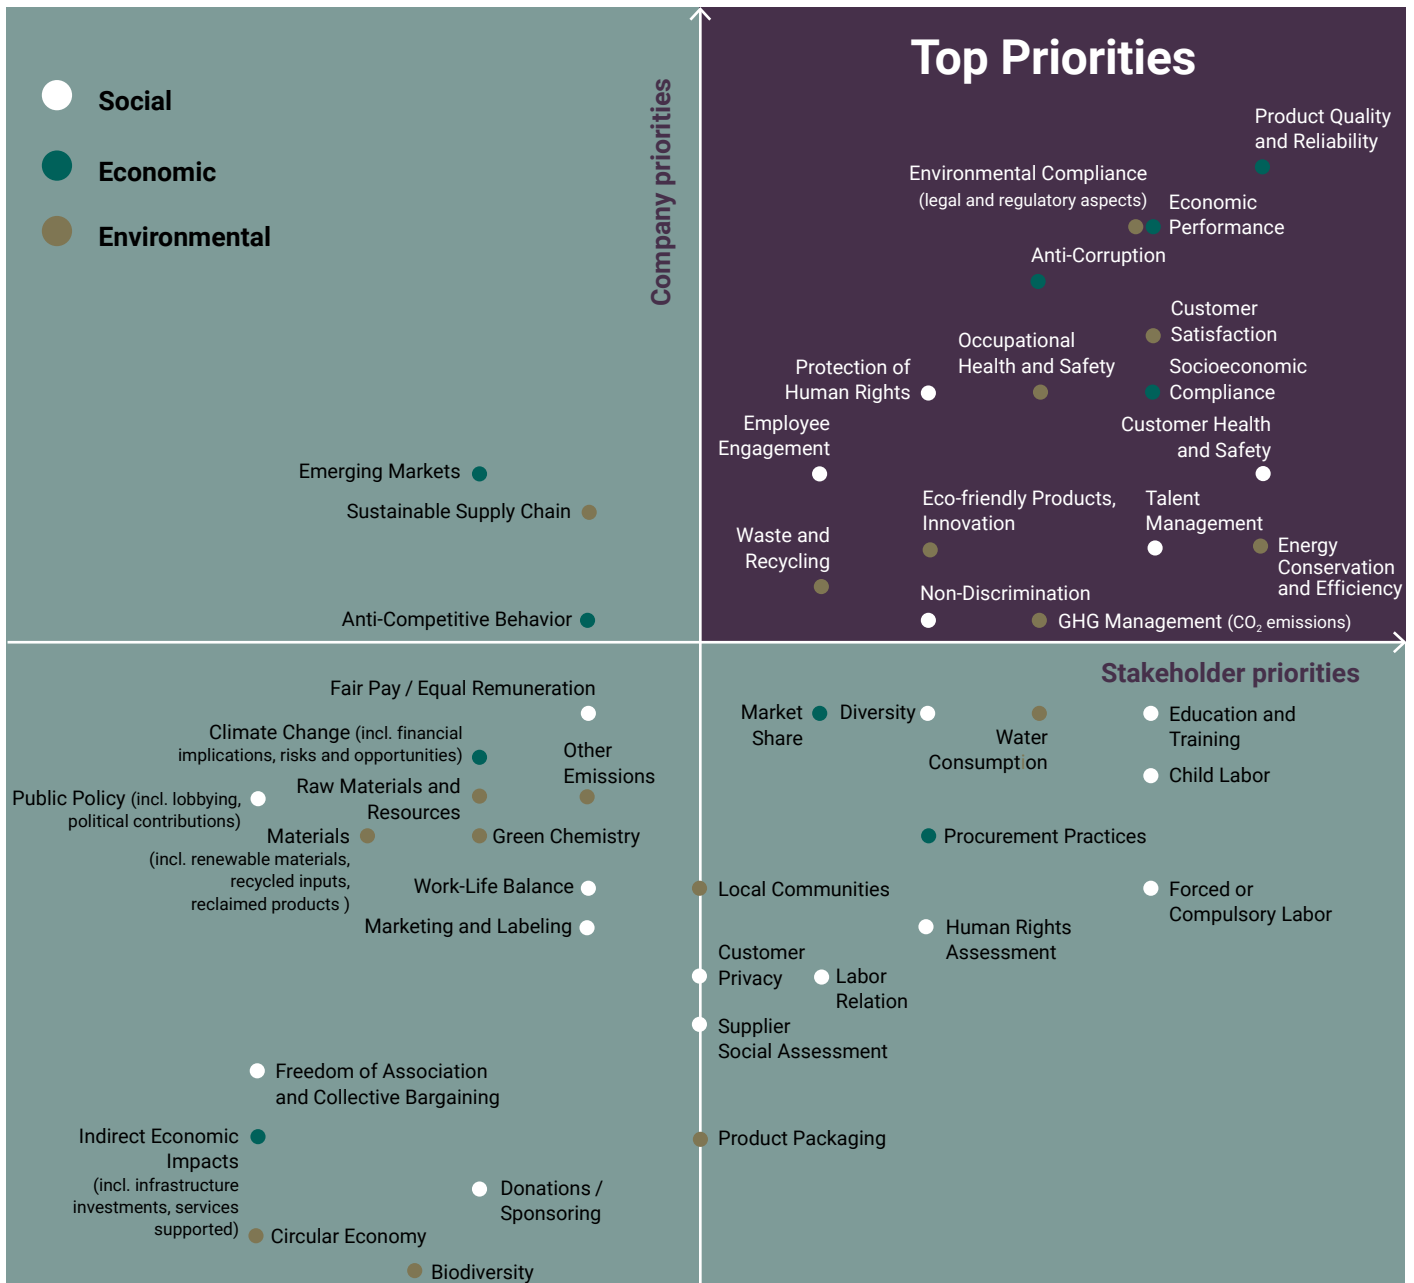 Top Priorities
Social
Economic
Environmental
Company priorities
Product Quality
and Reliability
Environmental Compliance
(legal and regulatory aspects)
Economic
Performance
Anti-Corruption
Customer
Satisfaction
Occupational
Health and Safety
Protection of
Human Rights
Socioeconomic
Compliance
Employee
Engagement
Customer Health
and Safety
Emerging Markets
Sustainable Supply Chain
Eco-friendly Products,
Innovation
Talent
Management
Waste and
Recycling
Energy
Conservation
and Efficiency
Non-Discrimination
Anti-Competitive Behavior
GHG Management (CO₂ emissions)
Stakeholder priorities
Fair Pay / Equal Remuneration
Climate Change (incl. financial
implications, risks and opportunities)
Other
Emissions
Market
Share
Diversity
Water
Consumption
Education and
Training
Child Labor
Public Policy (incl. lobbying,
political contributions)
Raw Materials and
Resources
Materials
(incl. renewable materials,
recycled inputs,
reclaimed products )
Green Chemistry
Procurement Practices
Work-Life Balance
Local Communities
Forced or
Compulsory Labor
Marketing and Labeling
Human Rights
Assessment
Customer
Privacy
Labor
Relation
Supplier
Social Assessment
Freedom of Association
and Collective Bargaining
Indirect Economic
Impacts
(incl. infrastructure
investments, services
supported)
Product Packaging
Donations /
Sponsoring
Circular Economy
Biodiversity